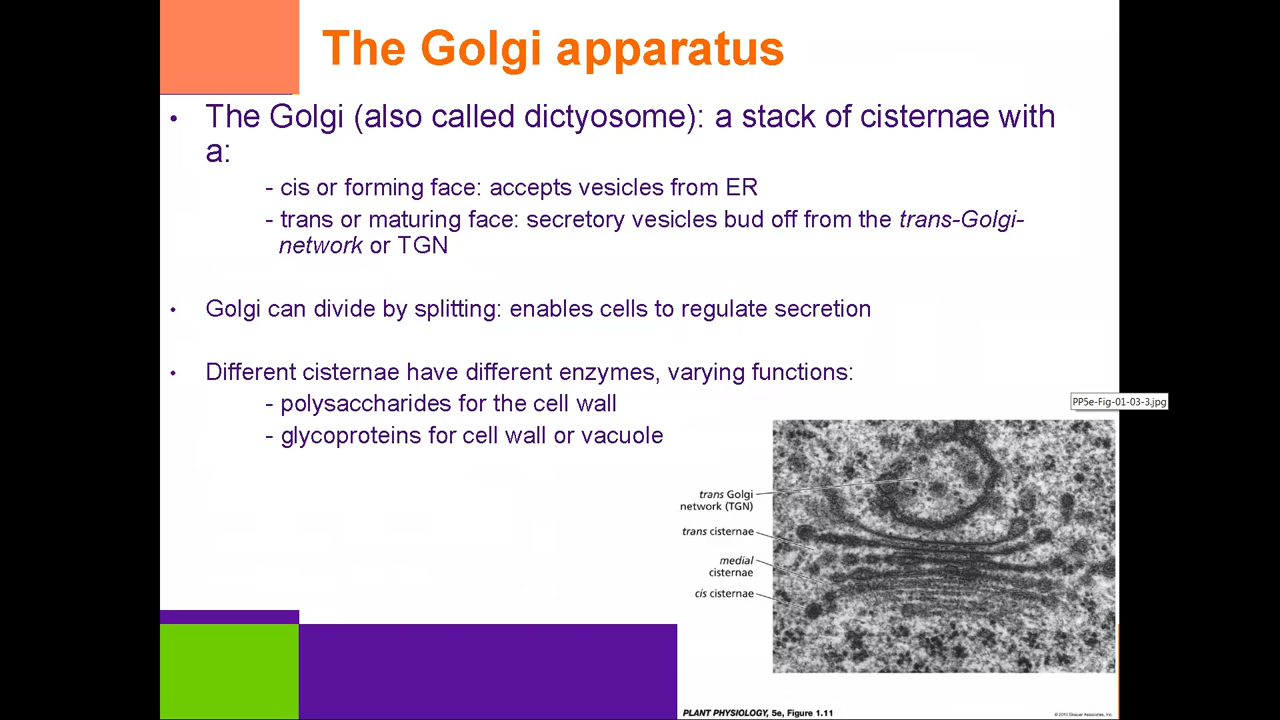 The Golgi apparatus
• The Golgi (also called dictyosome): a stack of cisternae with
a:
- cis or forming face: accepts vesicles from ER
- trans or maturing face: secretory vesicles bud off from the trans-Golgi-
network or TGN
• Golgi can divide by splitting: enables cells to regulate secretion
• Different cisternae have different enzymes, varying functions:
- polysaccharides for the cell wall
- glycoproteins for cell wall or vacuole
PP5e-Fig-01-03-3.jpg
trans Golgi
network (TGN)
trans cisternae
medial
cisternae
cis cisternae
PLANT PHYSIOLOGY, 5e, Figure 1.11
© 2010 Sinauer Associates, Inc.